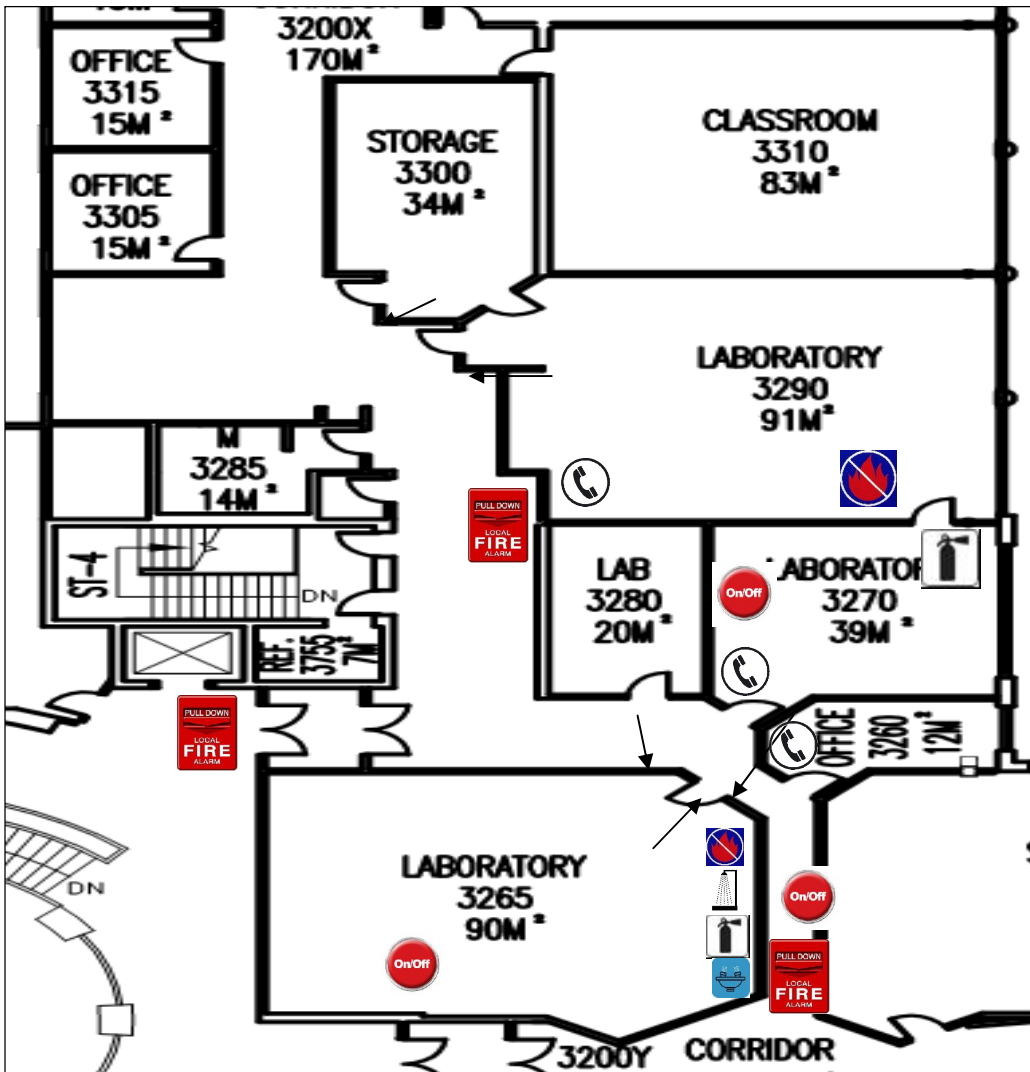 3200X
170M²
OFFICE
3315
15M²
CLASSROOM
3310
83M²
STORAGE
3300
34M²
OFFICE
3305
15M²
LABORATORY
3290
91M²
M
3285
14M²
PULL DOWN
LOCAL
FIRE
ALARM
ST-4
DN
LAB
3280
20M²
On/Off
3270
39M²
REF.
3755
7M²
PULL DOWN
LOCAL
FIRE
ALARM
OFFICE
3260
12M²
LABORATORY
3265
90M²
On/Off
On/Off
DN
PULL DOWN
LOCAL
FIRE
ALARM
3200Y
CORRIDOR